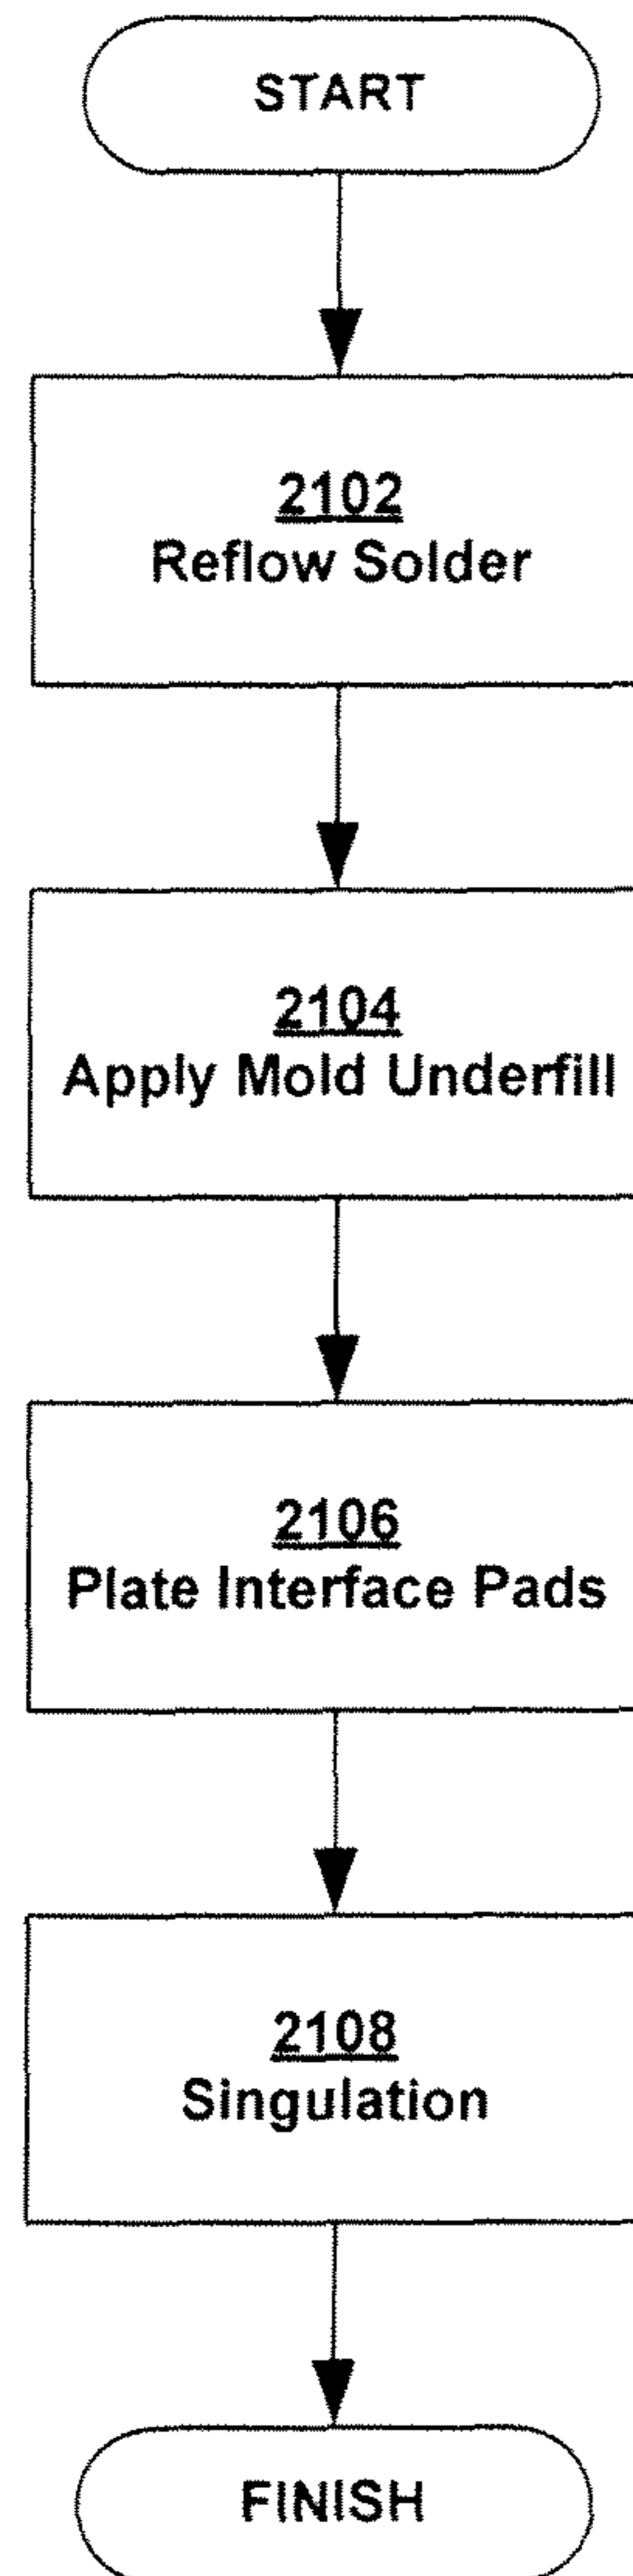 START
2102
Reflow Solder
2104
Apply Mold Underfill
2106
Plate Interface Pads
2108
Singulation
FINISH